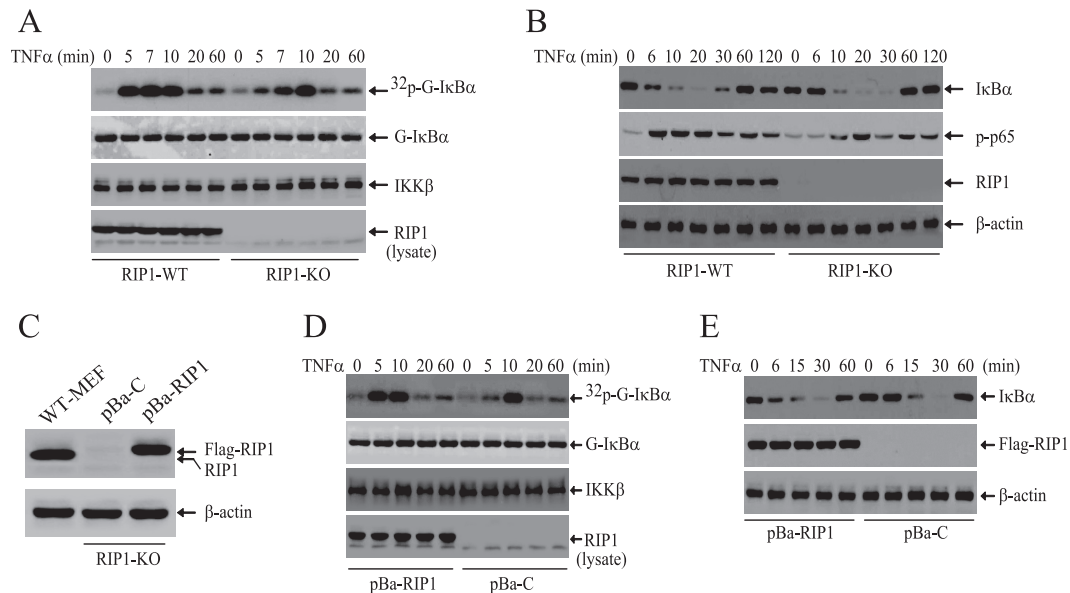 A
TNFα (min) 0 5 7 10 20 60 0 5 7 10 20 60
32p-G-IκBα
G-IκBα
IKKβ
RIP1
(lysate)
RIP1-WT RIP1-KO
B
TNFα (min) 0 6 10 20 30 60 120 0 6 10 20 30 60 120
IκBα
p-p65
RIP1
β-actin
RIP1-WT RIP1-KO
C
WT-MEF pBa-C pBa-RIP1
Flag-RIP1
RIP1
β-actin
RIP1-KO
D
TNFα 0 5 10 20 60 0 5 10 20 60 (min)
32p-G-IκBα
G-IκBα
IKKβ
RIP1
(lysate)
pBa-RIP1 pBa-C
E
TNFα 0 6 15 30 60 0 6 15 30 60 (min)
IκBα
Flag-RIP1
β-actin
pBa-RIP1 pBa-C